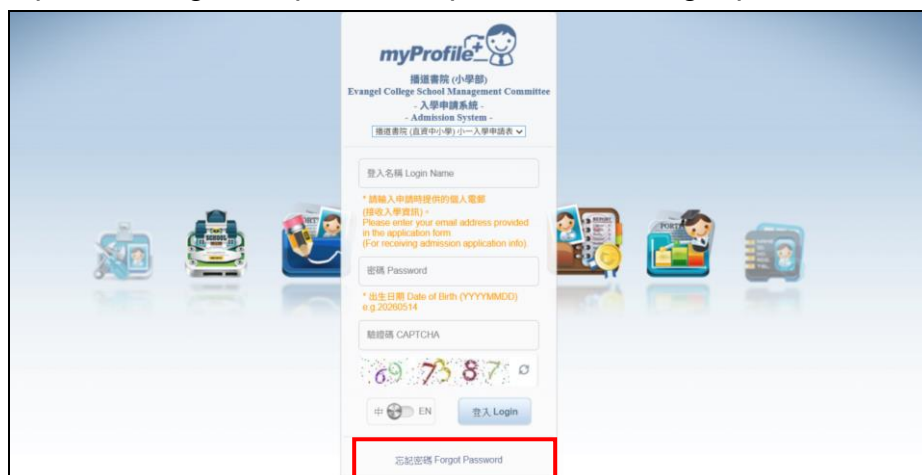 myProfile+
播道書院 (小學部)
Evangel College School Management Committee
- 入學申請系統 -
- Admission System -
播道書院 (直資中小學) 小一入學申請表
登入名稱 Login Name
* 請輸入申請時提供的個人電郵
(接收入學資訊)。
Please enter your email address provided
in the application form
(For receiving admission application info)
密碼 Password
* 出生日期 Date of Birth (YYYYMMDD)
e.g.20260514
驗證碼 CAPTCHA
69 73 87
中 EN
登入 Login
忘記密碼 Forgot Password